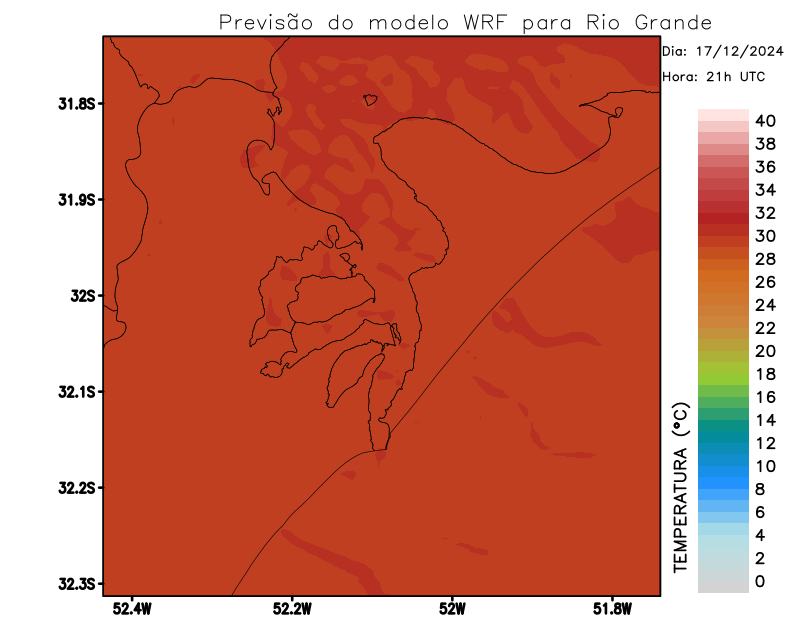 Previsão do modelo WRF para Rio Grande
Dia: 17/12/2024
Hora: 21h UTC
31.8S
31.9S
32S
32.1S
32.2S
32.3S
52.4W
52.2W
52W
51.8W
TEMPERATURA (°C)
40
38
36
34
32
30
28
26
24
22
20
18
16
14
12
10
8
6
4
2
0